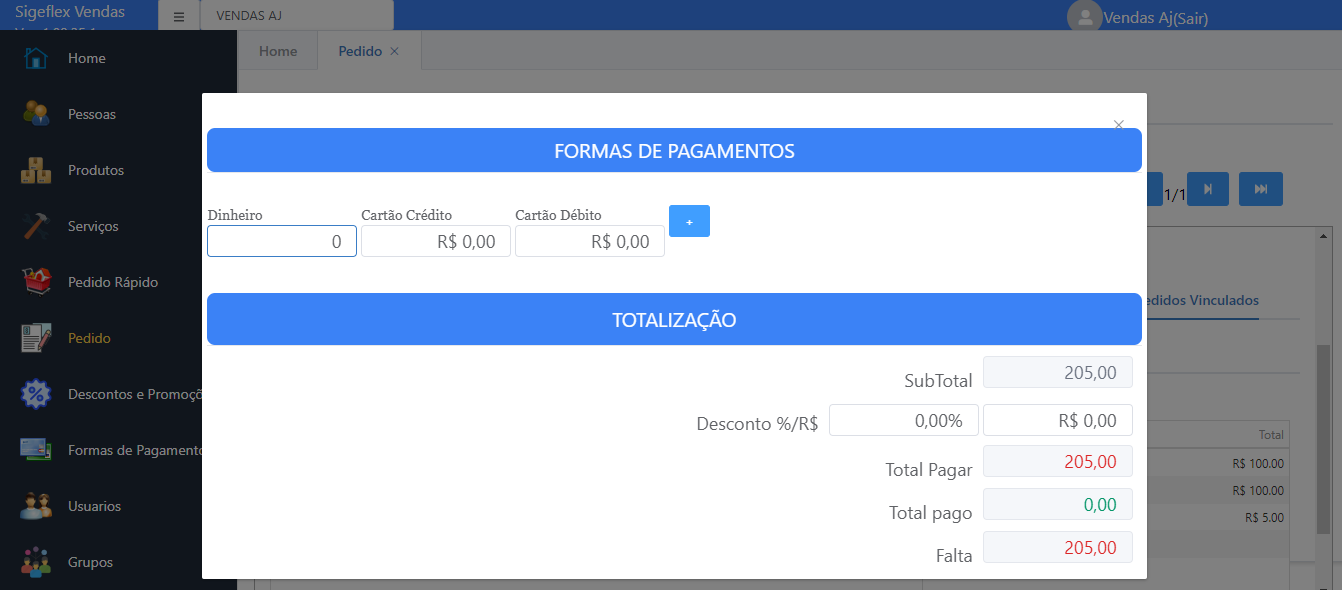 Sigeflex Vendas
VENDAS AJ
Vendas Aj(Sair)
Home
Pessoas
Produtos
Serviços
Pedido Rápido
Pedido
Descontos e Promoçõ
Formas de Pagamento
Usuarios
Grupos
Home
Pedido ×
×
FORMAS DE PAGAMENTOS
1/1
Dinheiro Cartão Crédito Cartão Débito
0 R$ 0,00 R$ 0,00 +
edidos Vinculados
TOTALIZAÇÃO
SubTotal 205,00
Desconto %/R$ 0,00% R$ 0,00
Total Pagar 205,00
Total pago 0,00
Falta 205,00
Total
R$ 100.00
R$ 100.00
R$ 5.00